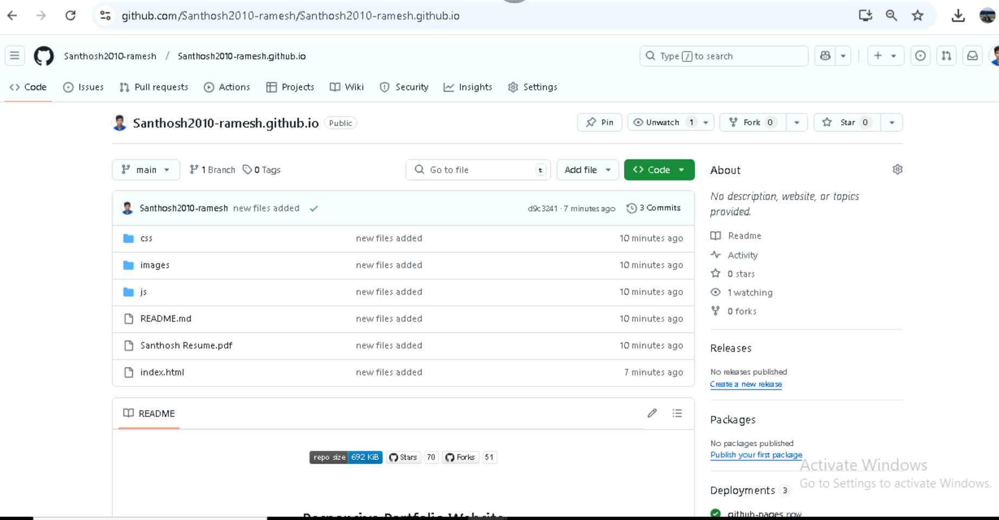 github.com/Santhosh2010-ramesh/Santhosh2010-ramesh.github.io
Santhosh2010-ramesh / Santhosh2010-ramesh.github.io
Type / to search
Code Issues Pull requests Actions Projects Wiki Security Insights Settings
Santhosh2010-ramesh.github.io Public
Pin Unwatch 1 Fork 0 Star 0
main 1 Branch 0 Tags Go to file t Add file Code
Santhosh2010-ramesh new files added d9c3241 · 7 minutes ago 3 Commits
css new files added 10 minutes ago
images new files added 10 minutes ago
js new files added 10 minutes ago
README.md new files added 10 minutes ago
Santhosh Resume.pdf new files added 10 minutes ago
index.html new files added 7 minutes ago
README
repo size 692 KiB Stars 70 Forks 51
Responsive Portfolio Website
About
No description, website, or topics
provided.
Readme
Activity
0 stars
1 watching
0 forks
Releases
No releases published
Create a new release
Packages
No packages published
Publish your first package
Deployments 3
github-pages now
Activate Windows
Go to Settings to activate Windows.